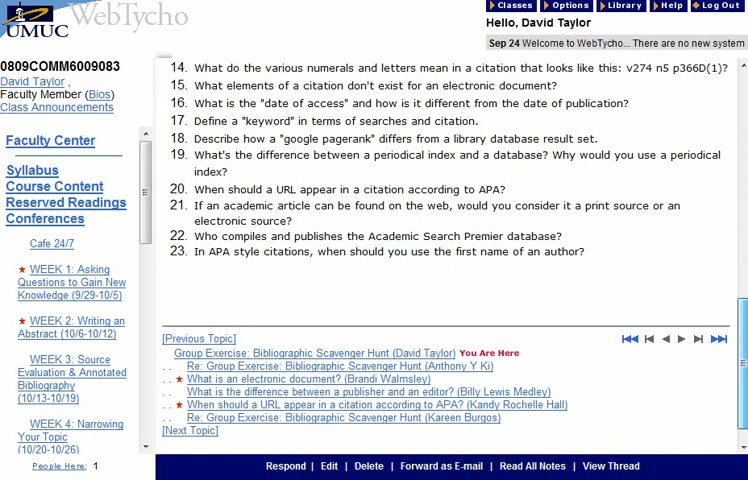 UMUC
WebTycho
Classes
Options
Library
Help
Log Out
Hello, David Taylor
Sep 24 Welcome to WebTycho... There are no new system
0809COMM6009083
David Taylor ,
Faculty Member (Bios)
Class Announcements
Faculty Center
Syllabus
Course Content
Reserved Readings
Conferences
Cafe 24/7
WEEK 1: Asking
Questions to Gain New
Knowledge (9/29-10/5)
WEEK 2: Writing an
Abstract (10/6-10/12)
WEEK 3: Source
Evaluation & Annotated
Bibliography
(10/13-10/19)
WEEK 4: Narrowing
Your Topic
(10/20-10/26)
People Here: 1
14. What do the various numerals and letters mean in a citation that looks like this: v274 n5 p366D(1)?
15. What elements of a citation don't exist for an electronic document?
16. What is the "date of access" and how is it different from the date of publication?
17. Define a "keyword" in terms of searches and citation.
18. Describe how a "google pagerank" differs from a library database result set.
19. What's the difference between a periodical index and a database? Why would you use a periodical
index?
20. When should a URL appear in a citation according to APA?
21. If an academic article can be found on the web, would you consider it a print source or an
electronic source?
22. Who compiles and publishes the Academic Search Premier database?
23. In APA style citations, when should you use the first name of an author?
[Previous Topic]
Group Exercise: Bibliographic Scavenger Hunt (David Taylor) You Are Here
. . Re: Group Exercise: Bibliographic Scavenger Hunt (Anthony Y Ki)
. . What is an electronic document? (Brandi Walmsley)
. . What is the difference between a publisher and an editor? (Billy Lewis Medley)
. . When should a URL appear in a citation according to APA? (Kandy Rochelle Hall)
. . Re: Group Exercise: Bibliographic Scavenger Hunt (Kareen Burgos)
[Next Topic]
Respond | Edit | Delete | Forward as E-mail | Read All Notes | View Thread